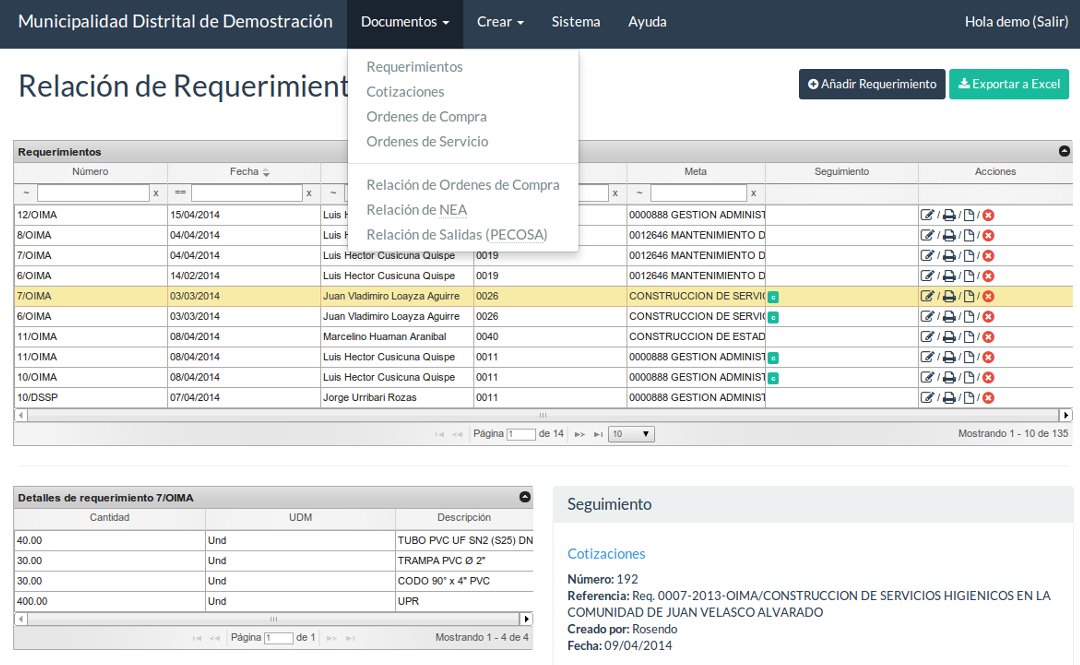 Municipalidad Distrital de Demostración Documentos Crear Sistema Ayuda Hola demo (Salir)
Requerimientos
Cotizaciones
Ordenes de Compra
Ordenes de Servicio
Relación de Ordenes de Compra
Relación de NEA
Relación de Salidas (PECOSA)
Relación de Requerimient
Añadir Requerimiento Exportar a Excel
Requerimientos
Número Fecha Meta Seguimiento Acciones
~ x == x ~ x ~ x
12/OIMA 15/04/2014 Luis H 0000888 GESTION ADMINIST / / /
8/OIMA 04/04/2014 Luis H 0012646 MANTENIMIENTO D / / /
7/OIMA 04/04/2014 Luis Hector Cusicuna Quispe 0019 0012646 MANTENIMIENTO D / / /
6/OIMA 14/02/2014 Luis Hector Cusicuna Quispe 0019 0012646 MANTENIMIENTO D / / /
7/OIMA 03/03/2014 Juan Vladimiro Loayza Aguirre 0026 CONSTRUCCION DE SERVIC c / / /
6/OIMA 03/03/2014 Juan Vladimiro Loayza Aguirre 0026 CONSTRUCCION DE SERVIC c / / /
11/OIMA 08/04/2014 Marcelino Huaman Aranibal 0040 CONSTRUCCION DE ESTAD / / /
11/OIMA 08/04/2014 Luis Hector Cusicuna Quispe 0011 0000888 GESTION ADMINIST c / / /
10/OIMA 08/04/2014 Luis Hector Cusicuna Quispe 0011 0000888 GESTION ADMINIST c / / /
10/DSSP 07/04/2014 Jorge Urribari Rozas 0011 0000888 GESTION ADMINIST / / /
Página 1 de 14 10 Mostrando 1 - 10 de 135
Detalles de requerimiento 7/OIMA
Cantidad UDM Descripción
40.00 Und TUBO PVC UF SN2 (S25) DN
30.00 Und TRAMPA PVC Ø 2"
30.00 Und CODO 90° x 4" PVC
400.00 Und UPR
Página 1 de 1 Mostrando 1 - 4 de 4
Seguimiento
Cotizaciones
Número: 192
Referencia: Req. 0007-2013-OIMA/CONSTRUCCION DE SERVICIOS HIGIENICOS EN LA
COMUNIDAD DE JUAN VELASCO ALVARADO
Creado por: Rosendo
Fecha: 09/04/2014